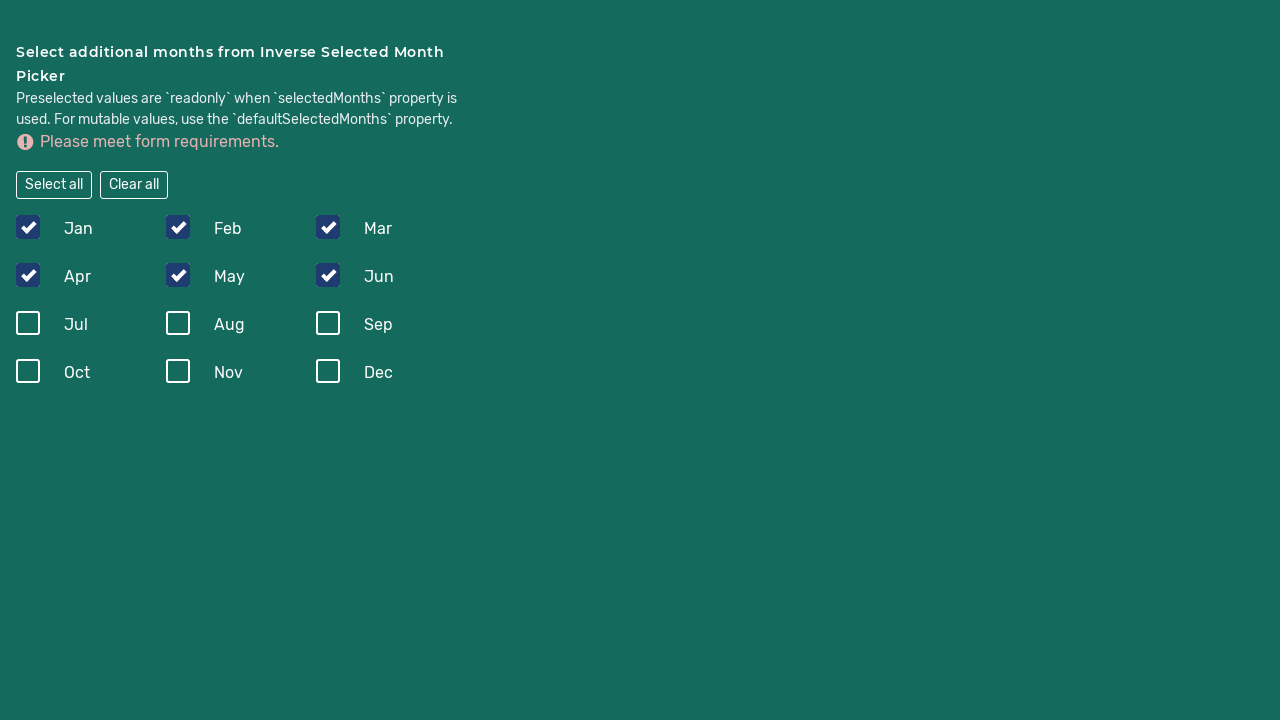 Select additional months from Inverse Selected Month
Picker
Preselected values are `readonly` when `selectedMonths` property is
used. For mutable values, use the `defaultSelectedMonths` property.
Please meet form requirements.
Select all Clear all
Jan Feb Mar
Apr May Jun
Jul Aug Sep
Oct Nov Dec